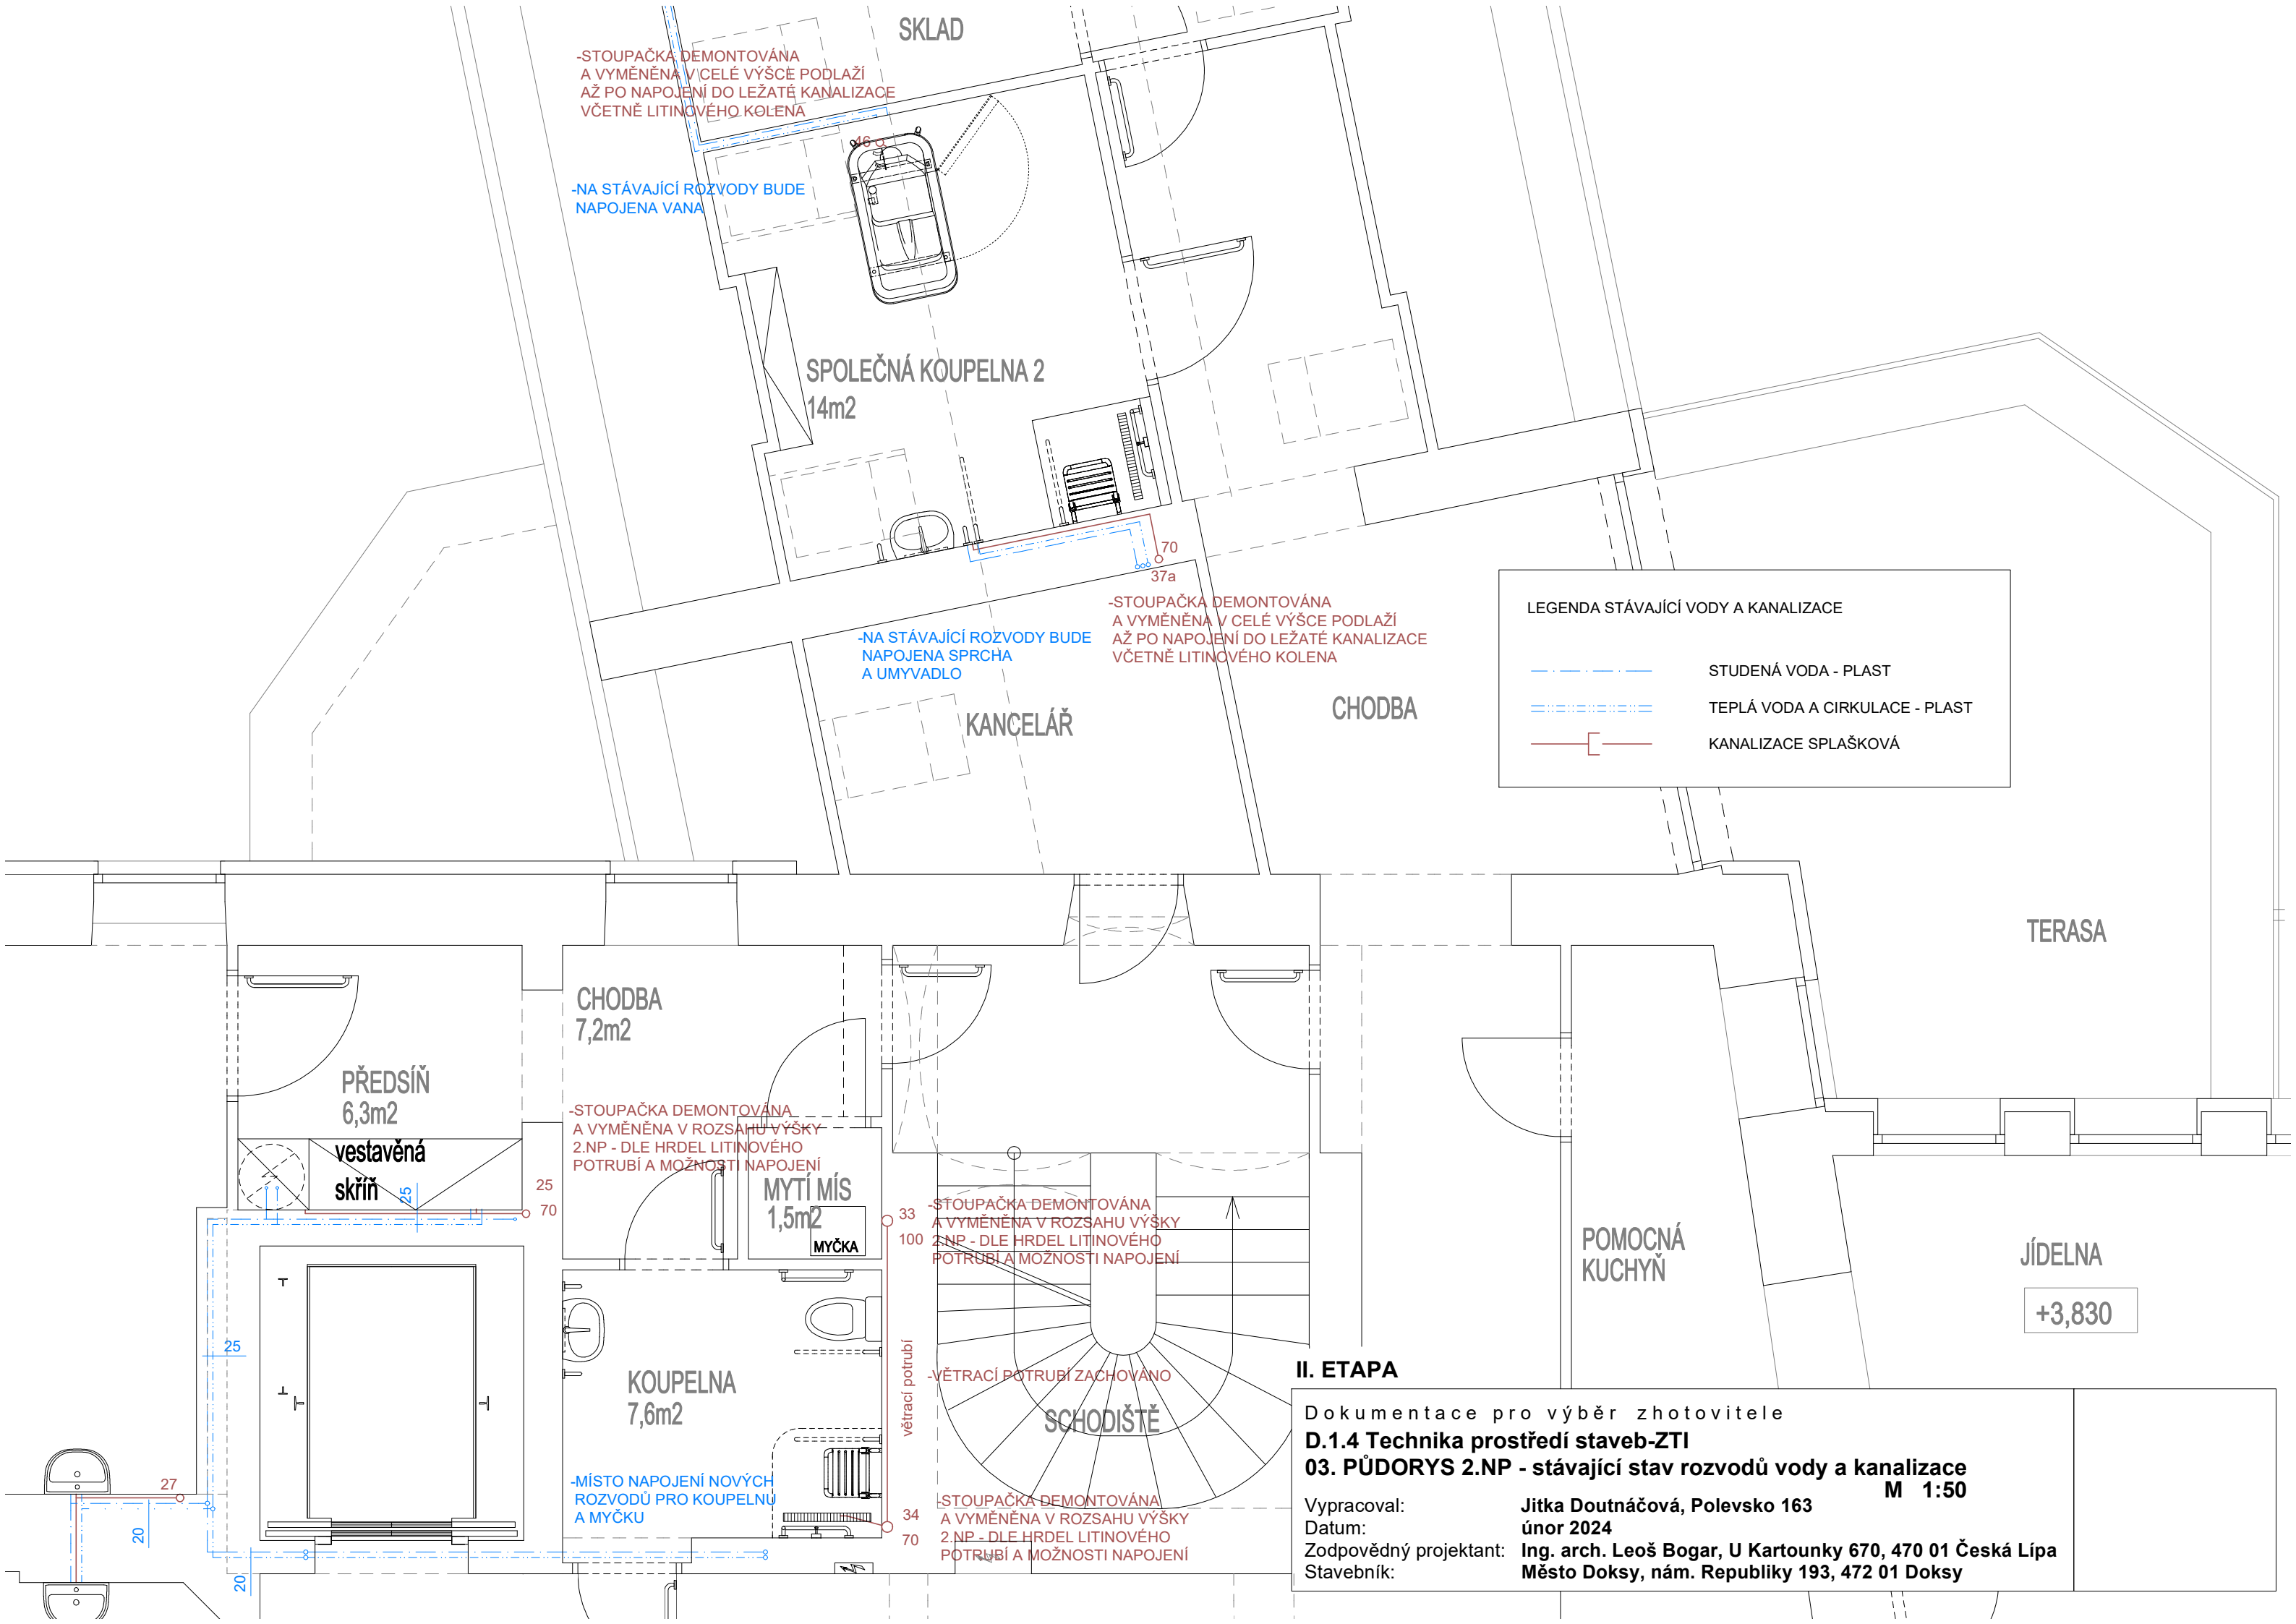 SKLAD
-STOUPAČKA DEMONTOVÁNA
A VYMĚNĚNA V CELÉ VÝŠCE PODLAŽÍ
AŽ PO NAPOJENÍ DO LEŽATÉ KANALIZACE
VČETNĚ LITINOVÉHO KOLENA
46
-NA STÁVAJÍCÍ ROZVODY BUDE
NAPOJENA VANA
SPOLEČNÁ KOUPELNA 2
14m2
70
37a
-STOUPAČKA DEMONTOVÁNA
A VYMĚNĚNA V CELÉ VÝŠCE PODLAŽÍ
AŽ PO NAPOJENÍ DO LEŽATÉ KANALIZACE
VČETNĚ LITINOVÉHO KOLENA
-NA STÁVAJÍCÍ ROZVODY BUDE
NAPOJENA SPRCHA
A UMYVADLO
KANCELÁŘ
CHODBA
LEGENDA STÁVAJÍCÍ VODY A KANALIZACE
STUDENÁ VODA - PLAST
TEPLÁ VODA A CIRKULACE - PLAST
KANALIZACE SPLAŠKOVÁ
TERASA
CHODBA
7,2m2
PŘEDSÍŇ
6,3m2
vestavěná
skříň
25
-STOUPAČKA DEMONTOVÁNA
A VYMĚNĚNA V ROZSAHU VÝŠKY
2.NP - DLE HRDEL LITINOVÉHO
POTRUBÍ A MOŽNOSTI NAPOJENÍ
25
70
MYTÍ MÍS
1,5m2
MYČKA
33
100
-STOUPAČKA DEMONTOVÁNA
A VYMĚNĚNA V ROZSAHU VÝŠKY
2.NP - DLE HRDEL LITINOVÉHO
POTRUBÍ A MOŽNOSTI NAPOJENÍ
POMOCNÁ
KUCHYŇ
JÍDELNA
+3,830
25
KOUPELNA
7,6m2
větrací potrubí
-VĚTRACÍ POTRUBÍ ZACHOVÁNO
SCHODIŠTĚ
27
20
20
-MÍSTO NAPOJENÍ NOVÝCH
ROZVODŮ PRO KOUPELNU
A MYČKU
34
70
-STOUPAČKA DEMONTOVÁNA
A VYMĚNĚNA V ROZSAHU VÝŠKY
2.NP - DLE HRDEL LITINOVÉHO
POTRUBÍ A MOŽNOSTI NAPOJENÍ
II. ETAPA
Dokumentace pro výběr zhotovitele
D.1.4 Technika prostředí staveb-ZTI
03. PŮDORYS 2.NP - stávající stav rozvodů vody a kanalizace
M 1:50
Vypracoval: Jitka Doutnáčová, Polevsko 163
Datum: únor 2024
Zodpovědný projektant: Ing. arch. Leoš Bogar, U Kartounky 670, 470 01 Česká Lípa
Stavebník: Město Doksy, nám. Republiky 193, 472 01 Doksy